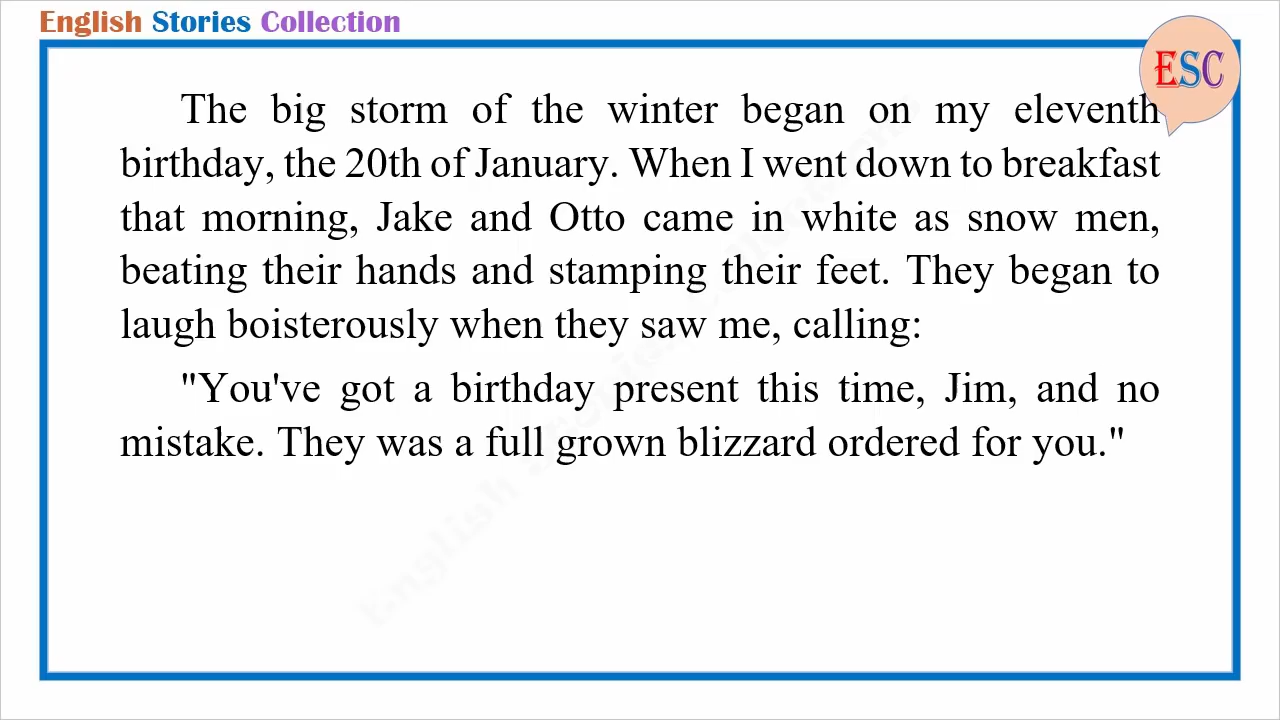 English Stories Collection
ESC
The big storm of the winter began on my eleventh
birthday, the 20th of January. When I went down to breakfast
that morning, Jake and Otto came in white as snow men,
beating their hands and stamping their feet. They began to
laugh boisterously when they saw me, calling:
"You've got a birthday present this time, Jim, and no
mistake. They was a full grown blizzard ordered for you."
English